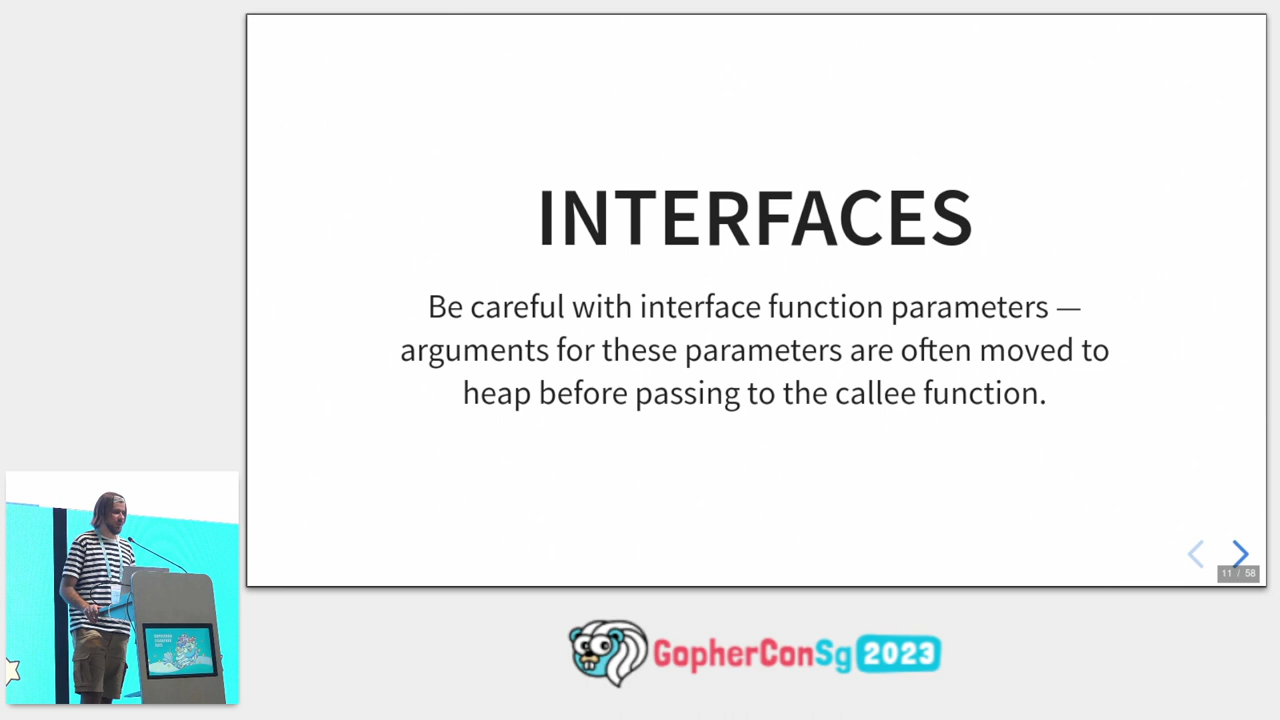 INTERFACES
Be careful with interface function parameters —
arguments for these parameters are often moved to
heap before passing to the callee function.
11 / 58
GopherConSg 2023